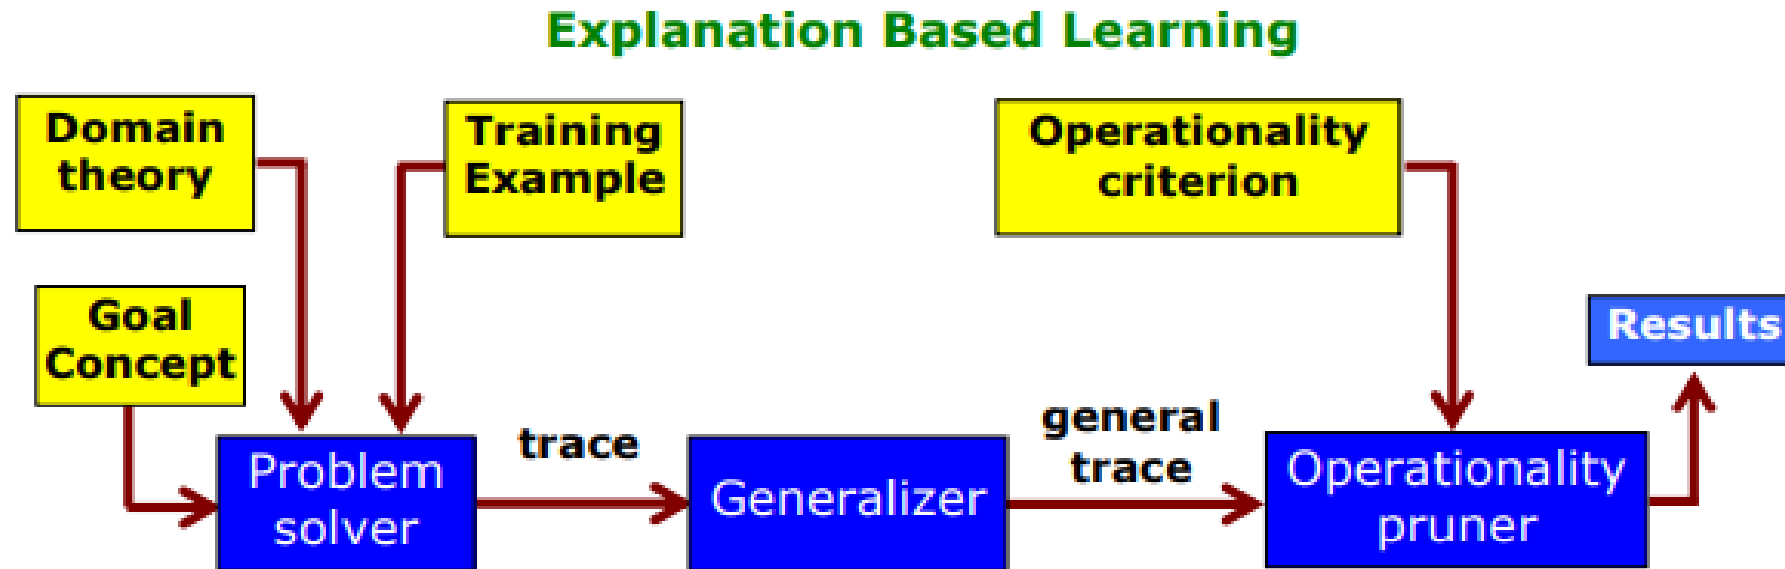 Explanation Based Learning
Domain
theory
Training
Example
Operationality
criterion
Goal
Concept
Results
trace
general
trace
Problem
solver
Generalizer
Operationality
pruner